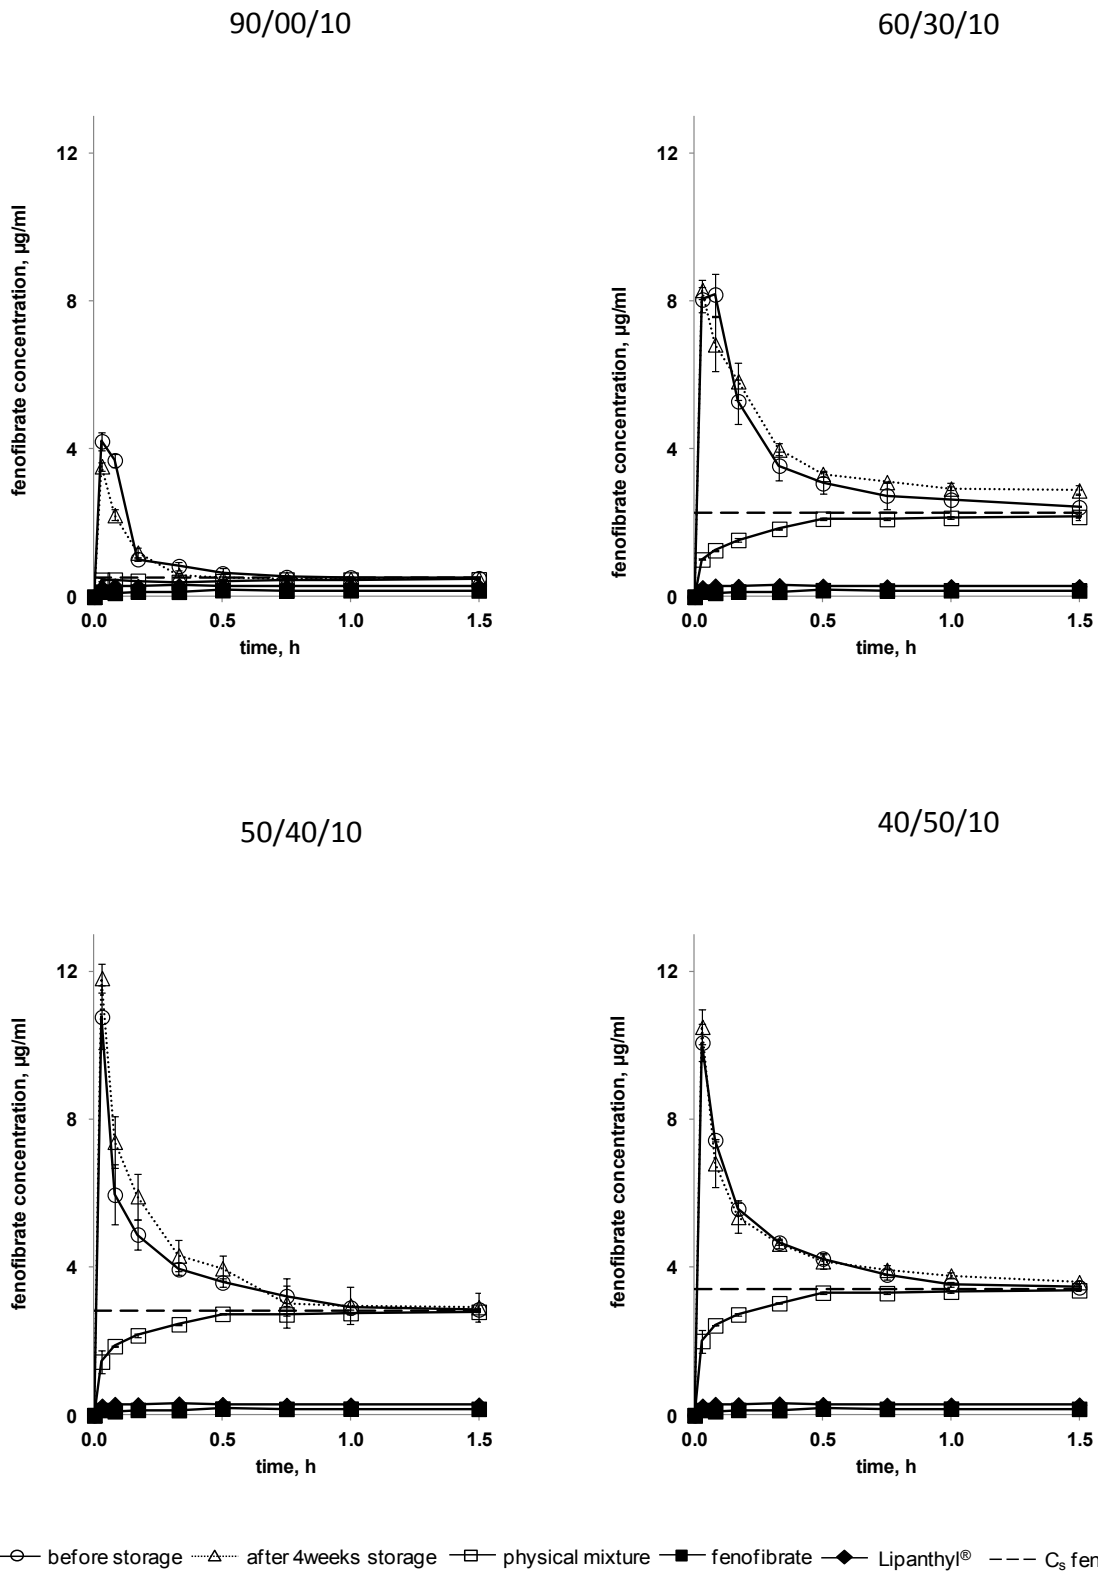 90/00/10
60/30/10
fenofibrate concentration, µg/ml
12
8
4
0
0.0 0.5 1.0 1.5
time, h
fenofibrate concentration, µg/ml
12
8
4
0
0.0 0.5 1.0 1.5
time, h
50/40/10
40/50/10
fenofibrate concentration, µg/ml
12
8
4
0
0.0 0.5 1.0 1.5
time, h
fenofibrate concentration, µg/ml
12
8
4
0
0.0 0.5 1.0 1.5
time, h
before storage after 4weeks storage physical mixture fenofibrate Lipanthyl® Cs fen